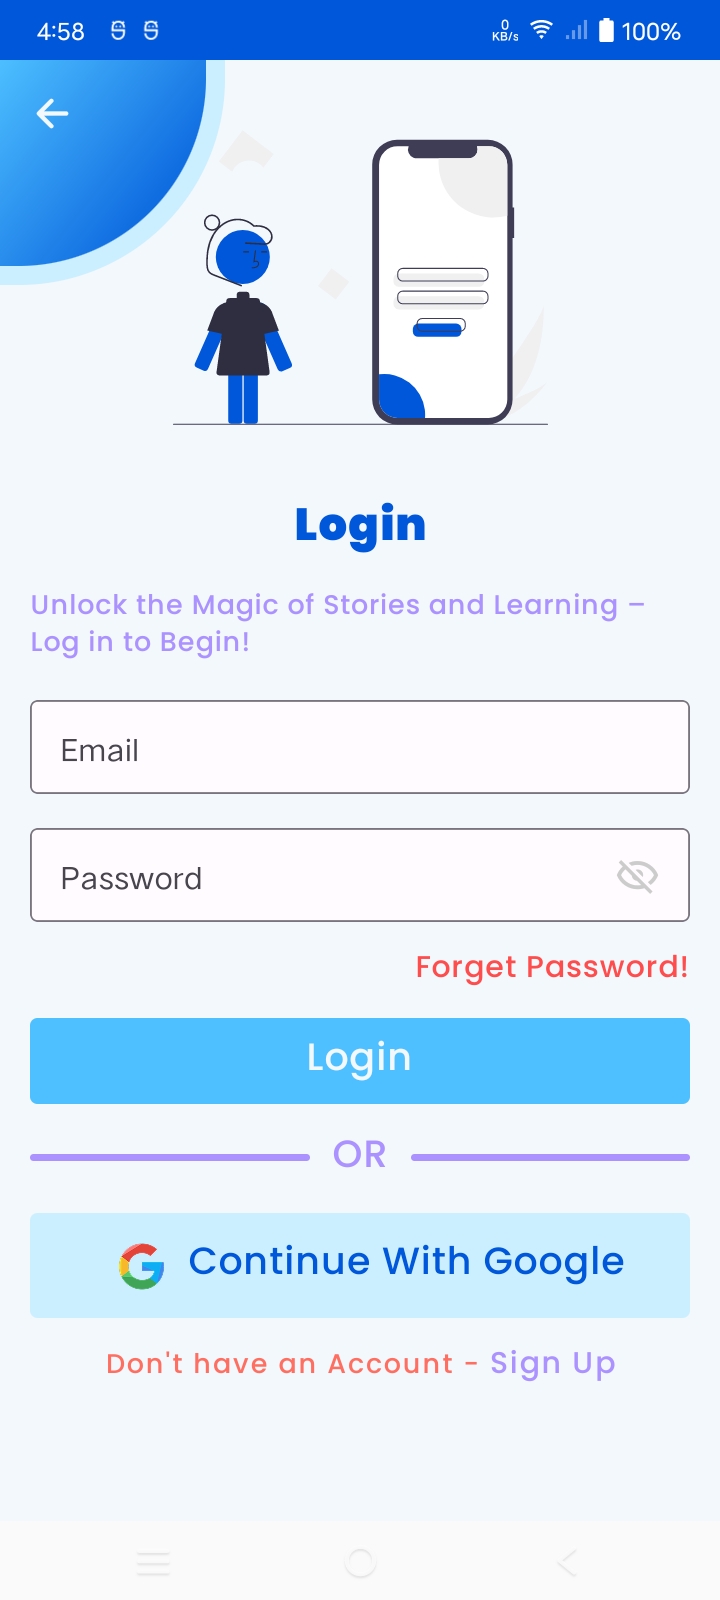 4:58
0
KB/s
100%
Login
Unlock the Magic of Stories and Learning –
Log in to Begin!
Email
Password
Forget Password!
Login
OR
Continue With Google
Don't have an Account - Sign Up